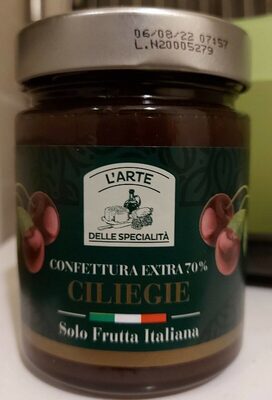 06/08/22 07:57
L.N20005279
L'ARTE
DELLE SPECIALITÀ
CONFETTURA EXTRA 70%
CILIEGIE
Solo Frutta Italiana